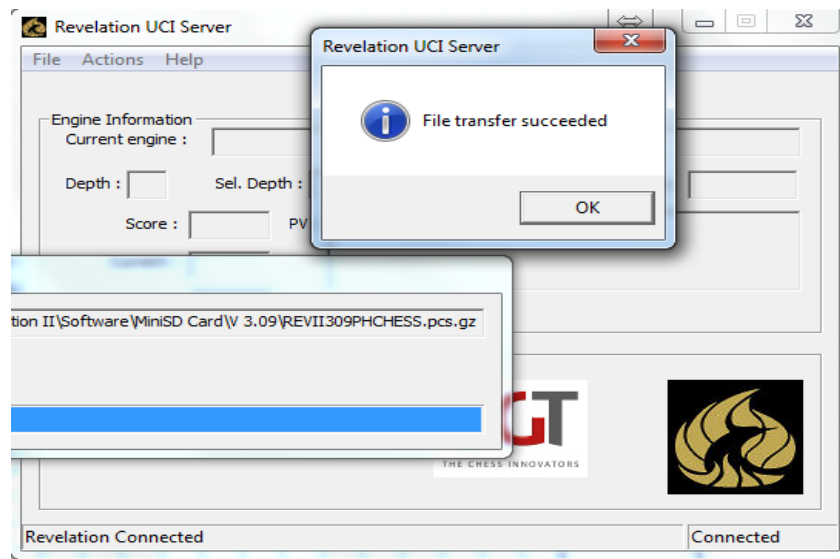 Revelation UCI Server
File Actions Help
Revelation UCI Server
File transfer succeeded
OK
Engine Information
Current engine :
Depth :
Sel. Depth :
Score :
PV
tion II\Software\MiniSD Card\V 3.09\REVII309PHCHESS.pcs.gz
GT
THE CHESS INNOVATORS
Revelation Connected
Connected